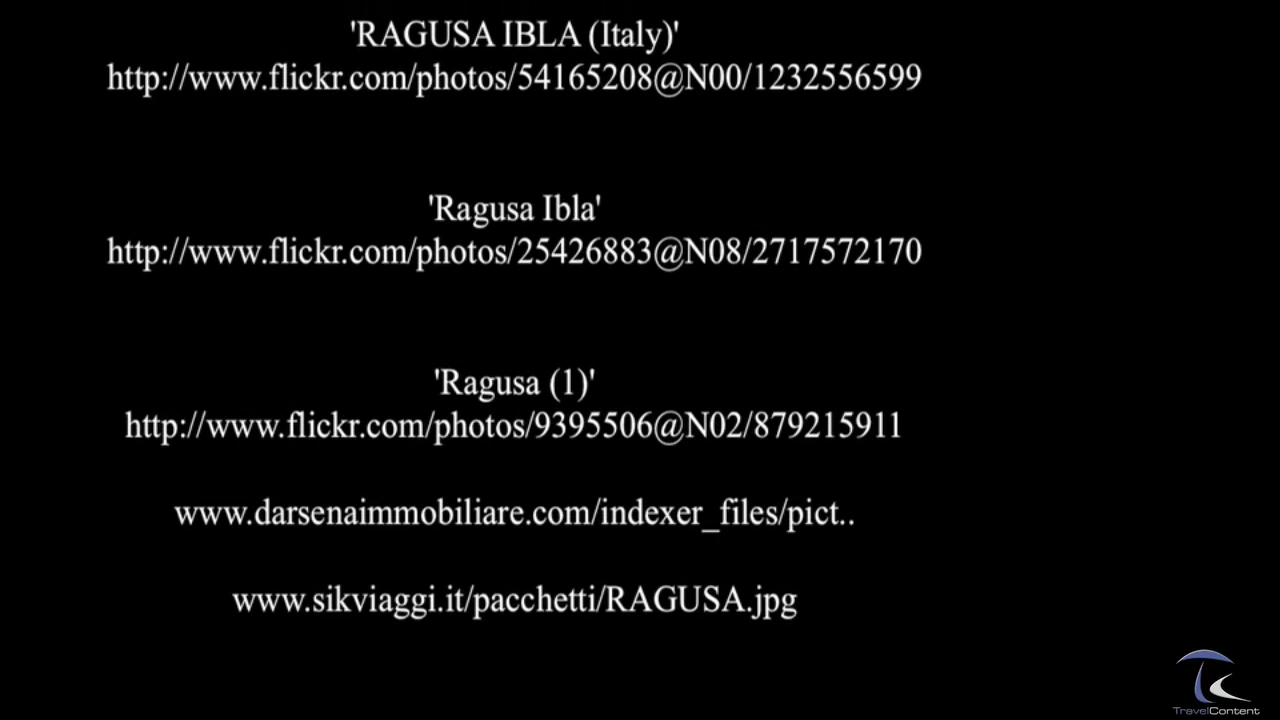 'RAGUSA IBLA (Italy)'
http://www.flickr.com/photos/54165208@N00/1232556599
'Ragusa Ibla'
http://www.flickr.com/photos/25426883@N08/2717572170
'Ragusa (1)'
http://www.flickr.com/photos/9395506@N02/879215911
www.darsenaimmobiliare.com/indexer_files/pict..
www.sikviaggi.it/pacchetti/RAGUSA.jpg
TravelContent